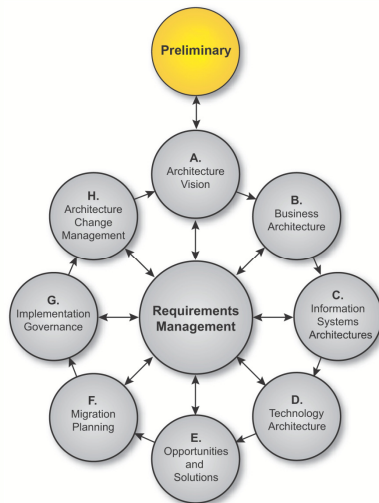 Preliminary
A.
Architecture
Vision
B.
Business
Architecture
C.
Information
Systems
Architectures
D.
Technology
Architecture
E.
Opportunities
and
Solutions
F.
Migration
Planning
G.
Implementation
Governance
H.
Architecture
Change
Management
Requirements
Management